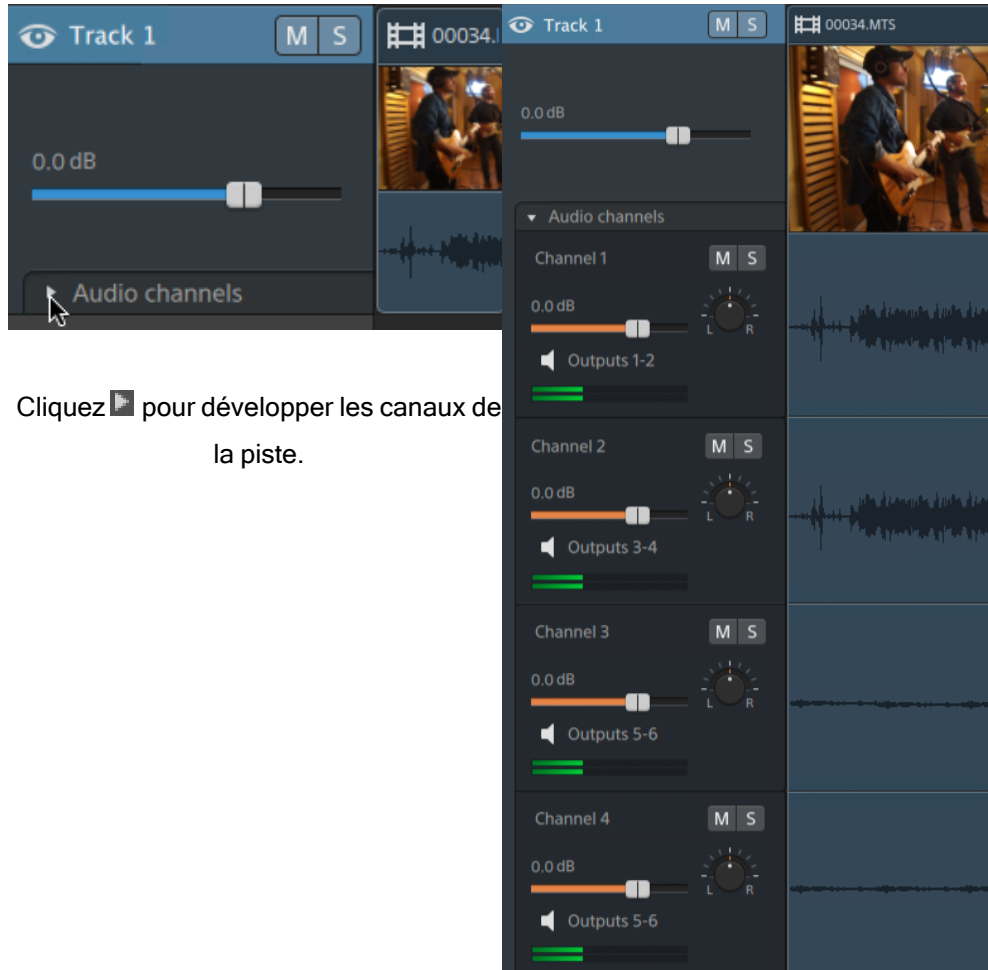 Track 1 M S 00034.
0.0 dB
Audio channels
Cliquez pour développer les canaux de
la piste.
Track 1 M S 00034.MTS
0.0 dB
Audio channels
Channel 1 M S
0.0 dB
L R
Outputs 1-2
Channel 2 M S
0.0 dB
L R
Outputs 3-4
Channel 3 M S
0.0 dB
L R
Outputs 5-6
Channel 4 M S
0.0 dB
L R
Outputs 5-6